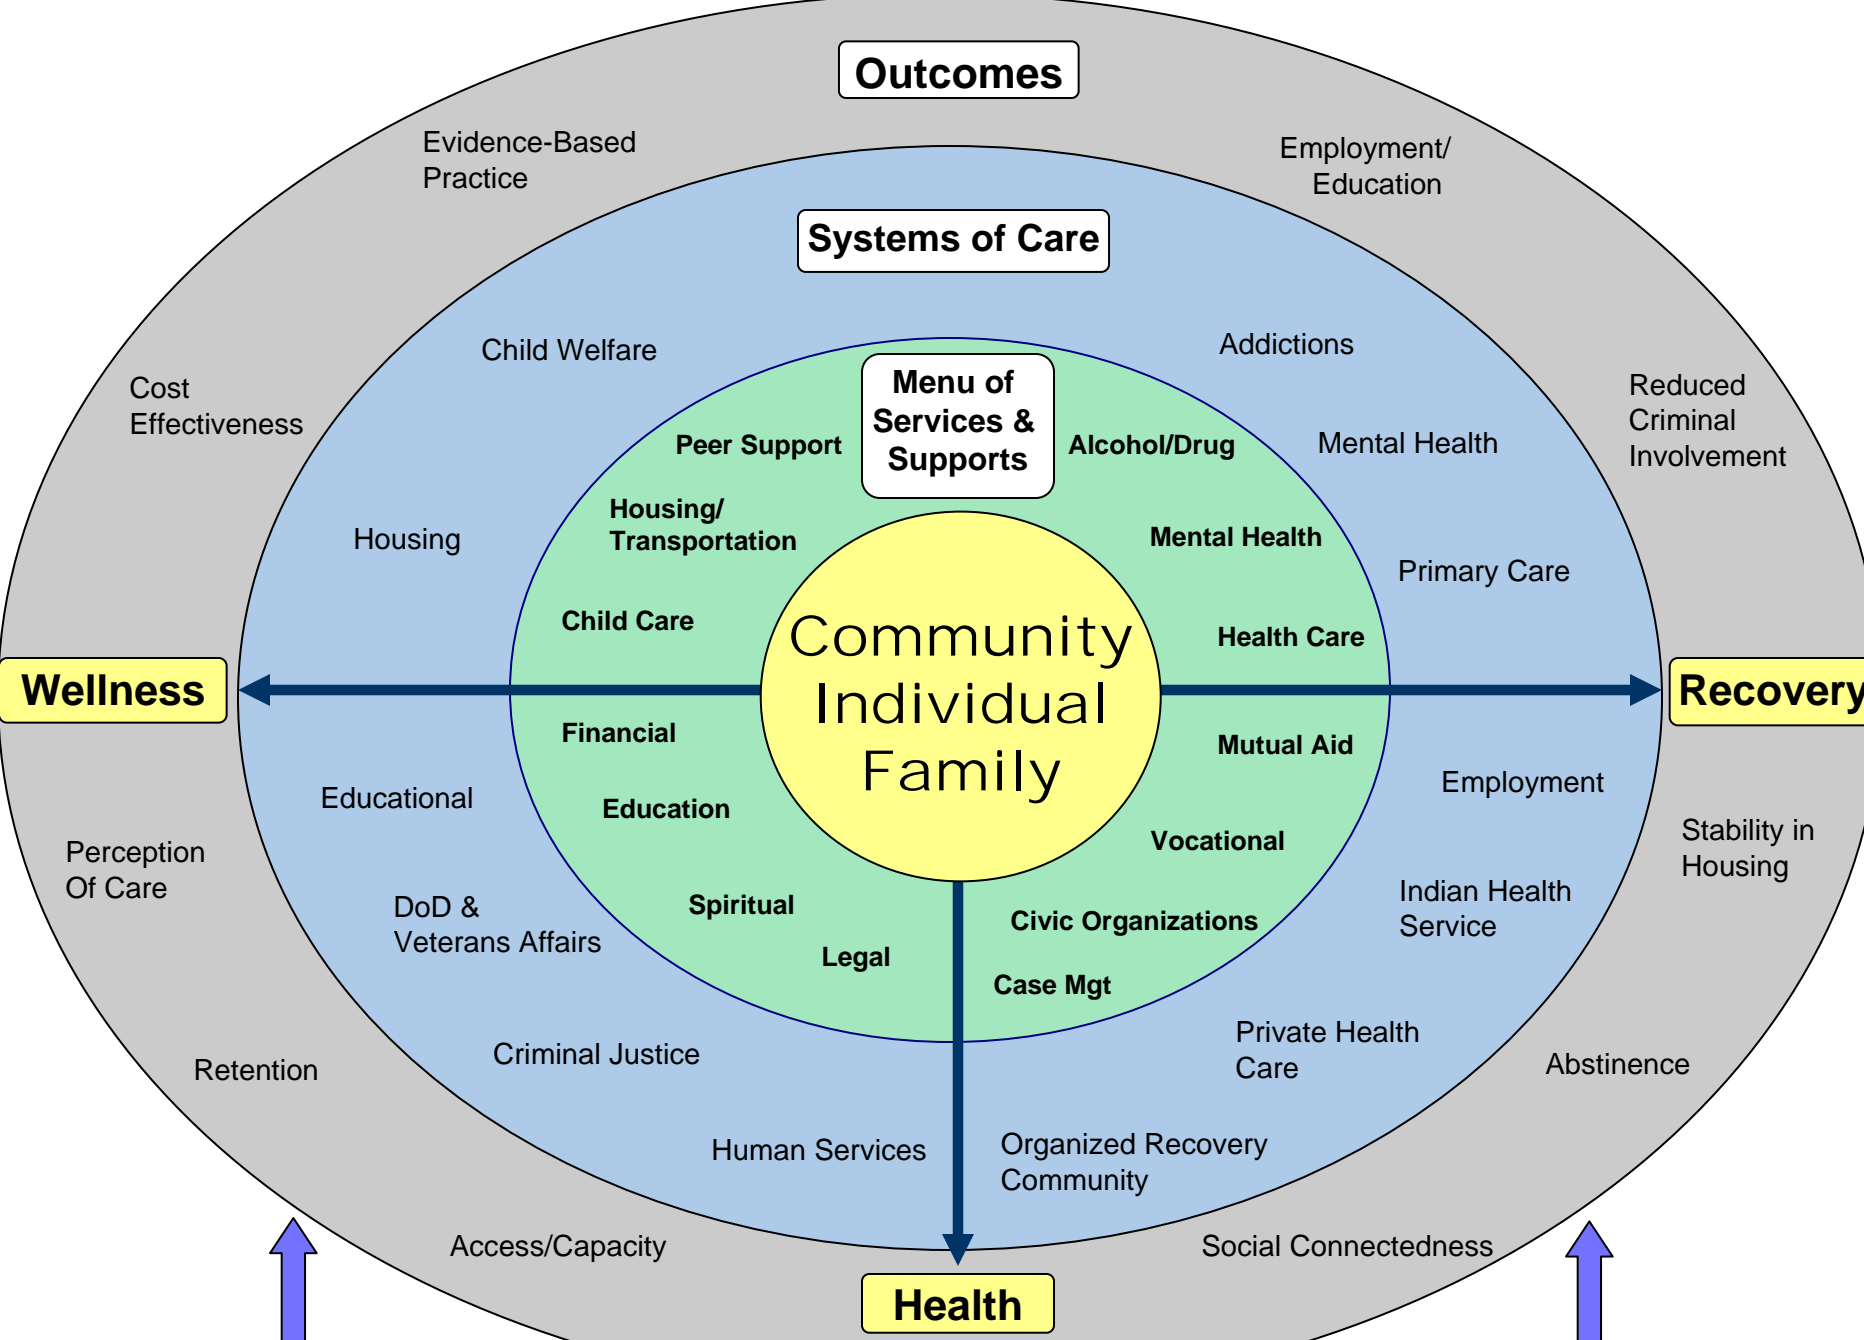 Outcomes
Evidence-Based
Practice
Employment/
Education
Systems of Care
Child Welfare
Addictions
Cost
Effectiveness
Menu of
Services &
Supports
Reduced
Criminal
Involvement
Peer Support
Alcohol/Drug
Mental Health
Housing/
Transportation
Housing
Mental Health
Primary Care
Child Care
Health Care
Community
Individual
Family
Wellness
Recovery
Financial
Mutual Aid
Educational
Education
Employment
Vocational
Stability in
Housing
Perception
Of Care
DoD &
Veterans Affairs
Spiritual
Civic Organizations
Indian Health
Service
Legal
Case Mgt
Criminal Justice
Private Health
Care
Retention
Abstinence
Human Services
Organized Recovery
Community
Access/Capacity
Social Connectedness
Health